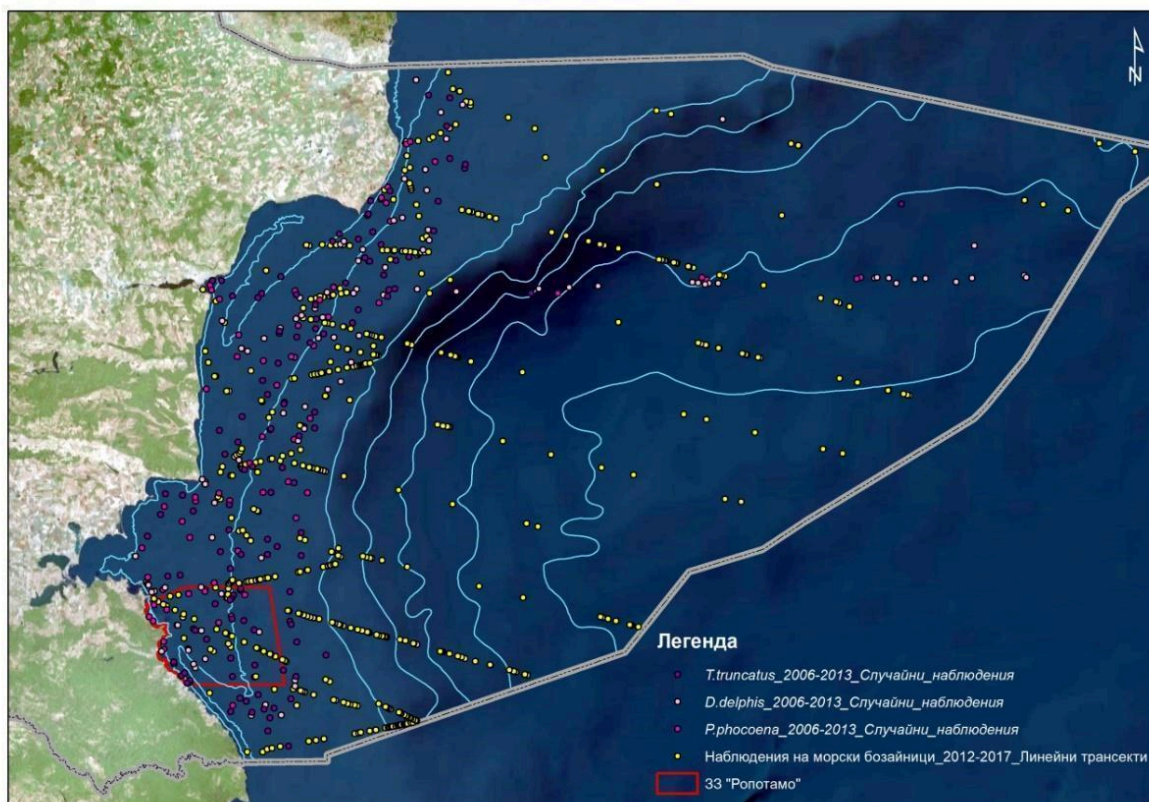 N
Легенда
T.truncatus_2006-2013_Случайни_наблюдения
D.delphis_2006-2013_Случайни_наблюдения
P.phocoena_2006-2013_Случайни_наблюдения
Наблюдения на морски бозайници_2012-2017_Линейни трансекти
ЗЗ "Ропотамо"